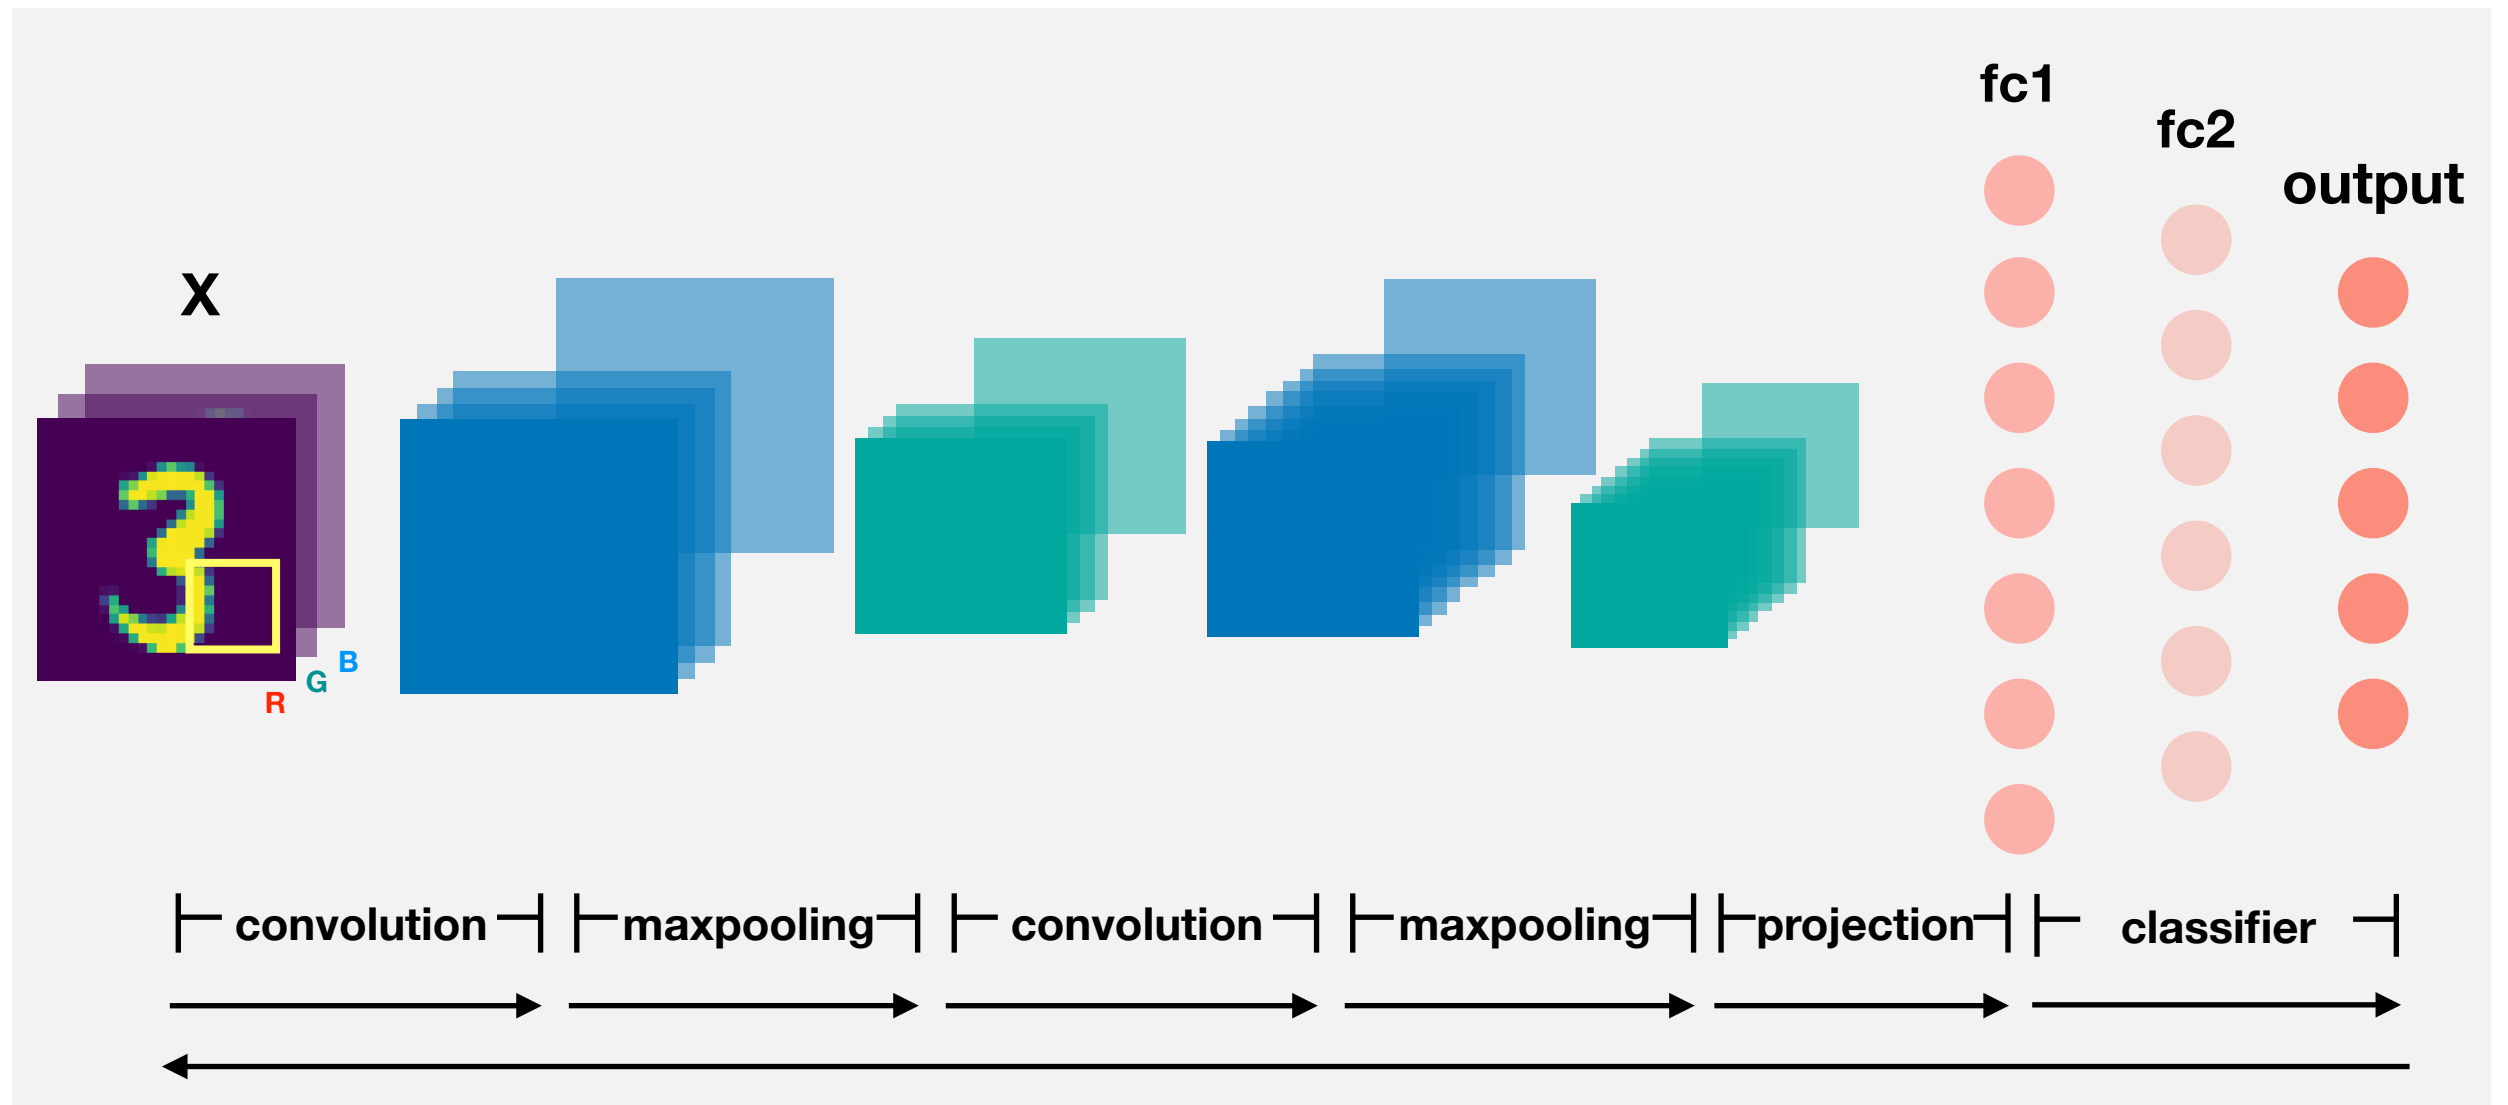 fc1
fc2
output
X
B
G
R
convolution
maxpooling
convolution
maxpooling
projection
classifier